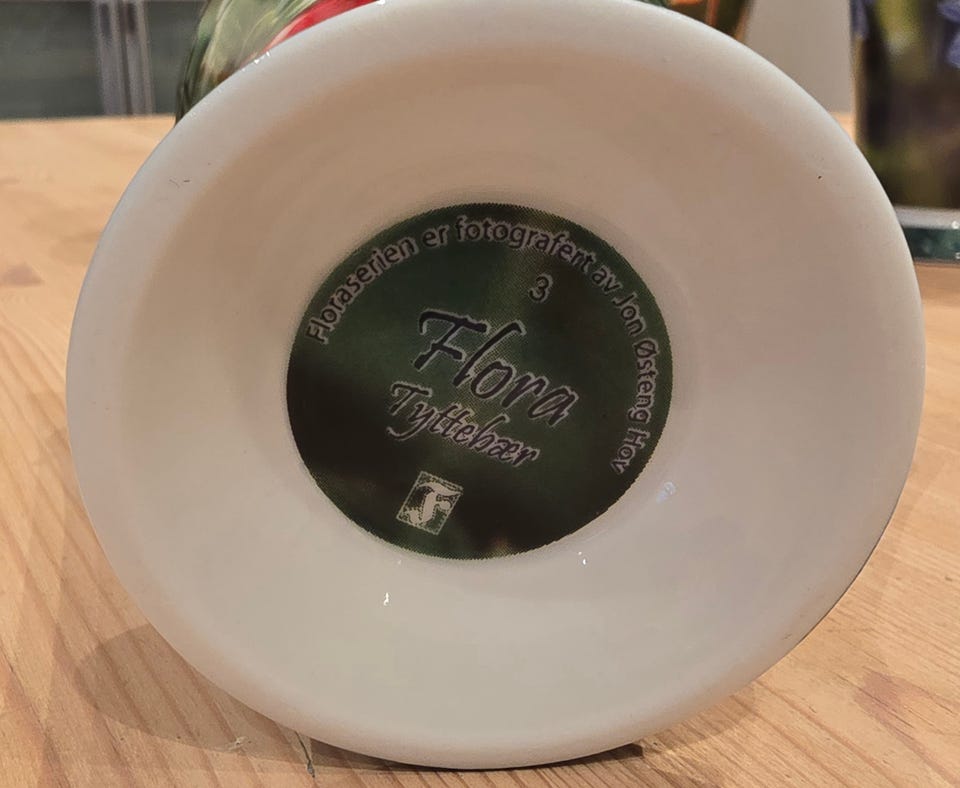 Floraserien er fotografert av Jon Østeng Hov
3
Flora
Tyttebær
F